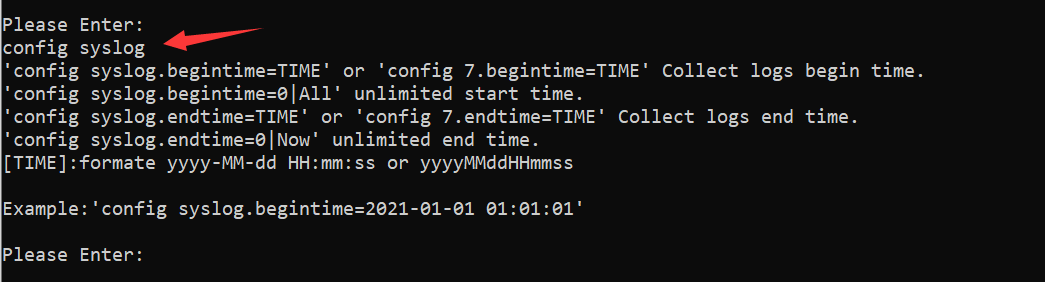 Please Enter:
config syslog
'config syslog.begintime=TIME' or 'config 7.begintime=TIME' Collect logs begin time.
'config syslog.begintime=0|All' unlimited start time.
'config syslog.endtime=TIME' or 'config 7.endtime=TIME' Collect logs end time.
'config syslog.endtime=0|Now' unlimited end time.
[TIME]:formate yyyy-MM-dd HH:mm:ss or yyyyMMddHHmmss
Example:'config syslog.begintime=2021-01-01 01:01:01'
Please Enter: